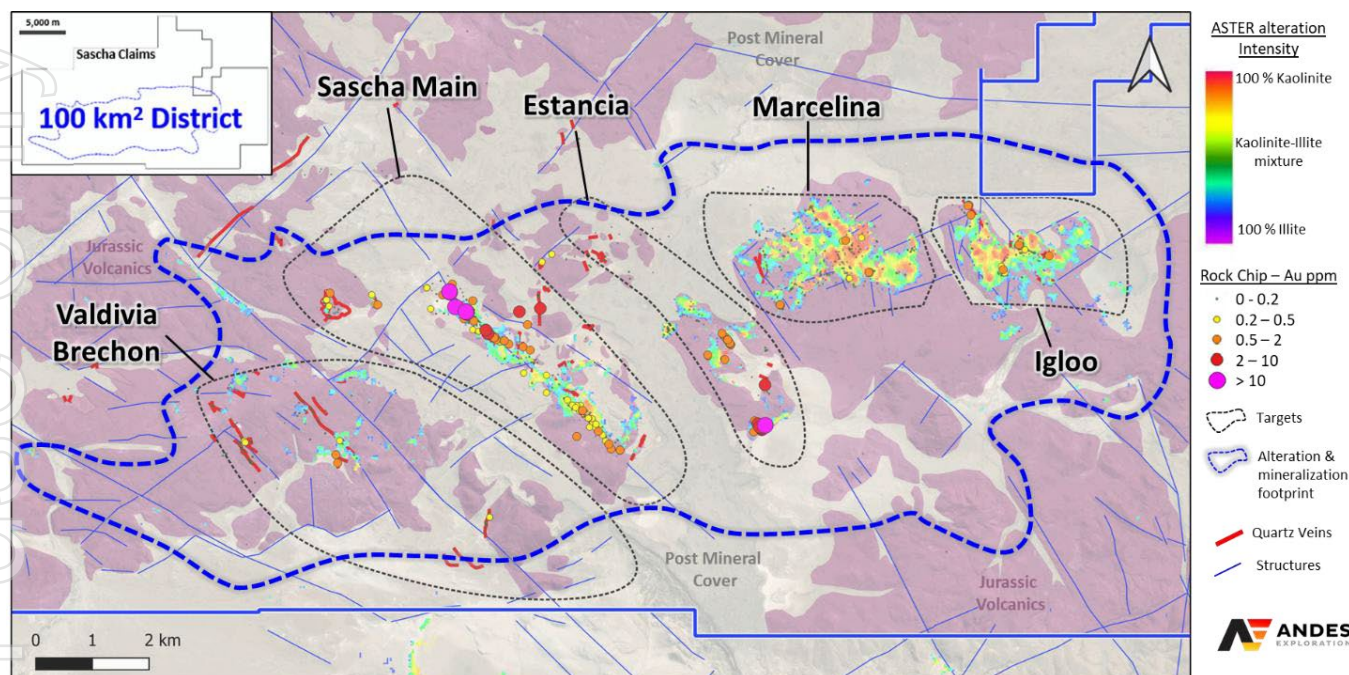 5,000 m
Sascha Claims
100 km² District
Sascha Main
Estancia
Marcelina
Post Mineral
Cover
Jurassic
Volcanics
Valdivia
Brechon
Igloo
Post Mineral
Cover
Jurassic
Volcanics
0 1 2 km
ASTER alteration
Intensity
100 % Kaolinite
Kaolinite-Illite
mixture
100 % Illite
Rock Chip – Au ppm
0 - 0.2
0.2 – 0.5
0.5 – 2
2 – 10
> 10
Targets
Alteration &
mineralization
footprint
Quartz Veins
Structures
ANDES
EXPLORATION